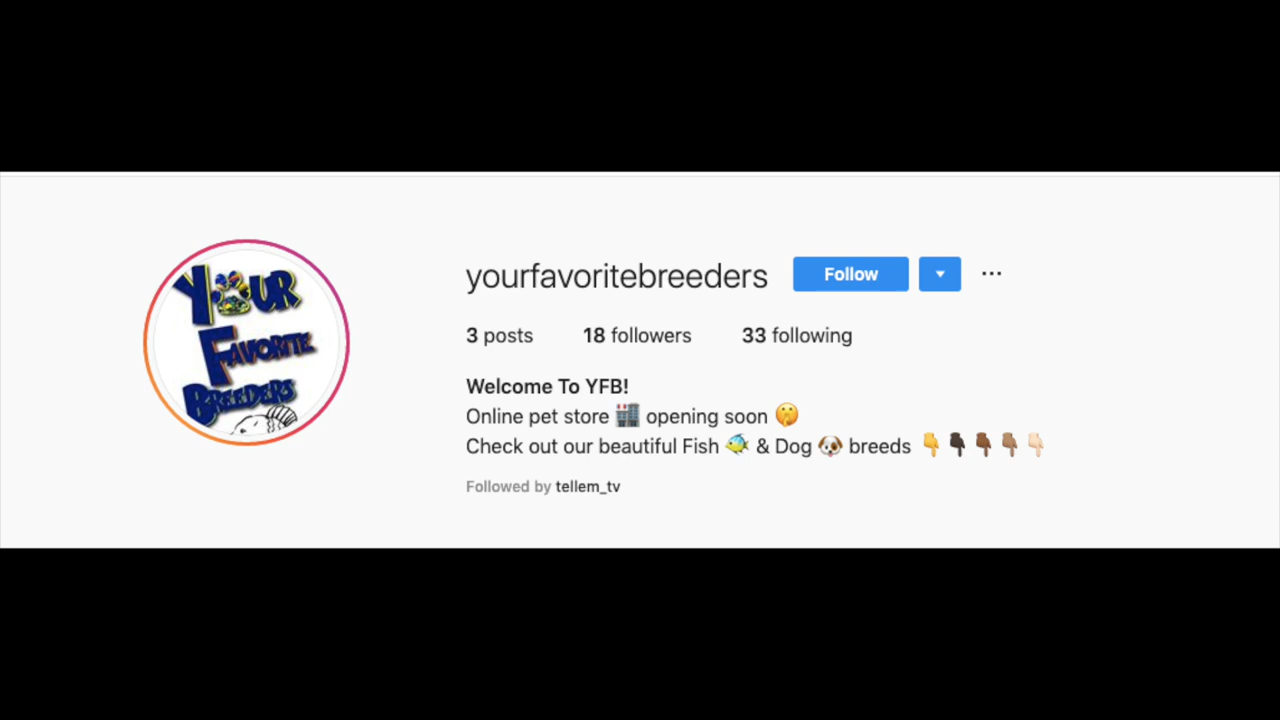 YOUR
FAVORITE
BREEDERS
yourfavoritebreeders Follow
3 posts 18 followers 33 following
Welcome To YFB!
Online pet store 🏬 opening soon 🤫
Check out our beautiful Fish 🐠 & Dog 🐶 breeds 👇👇🏿👇🏾👇🏽👇🏻
Followed by tellem_tv